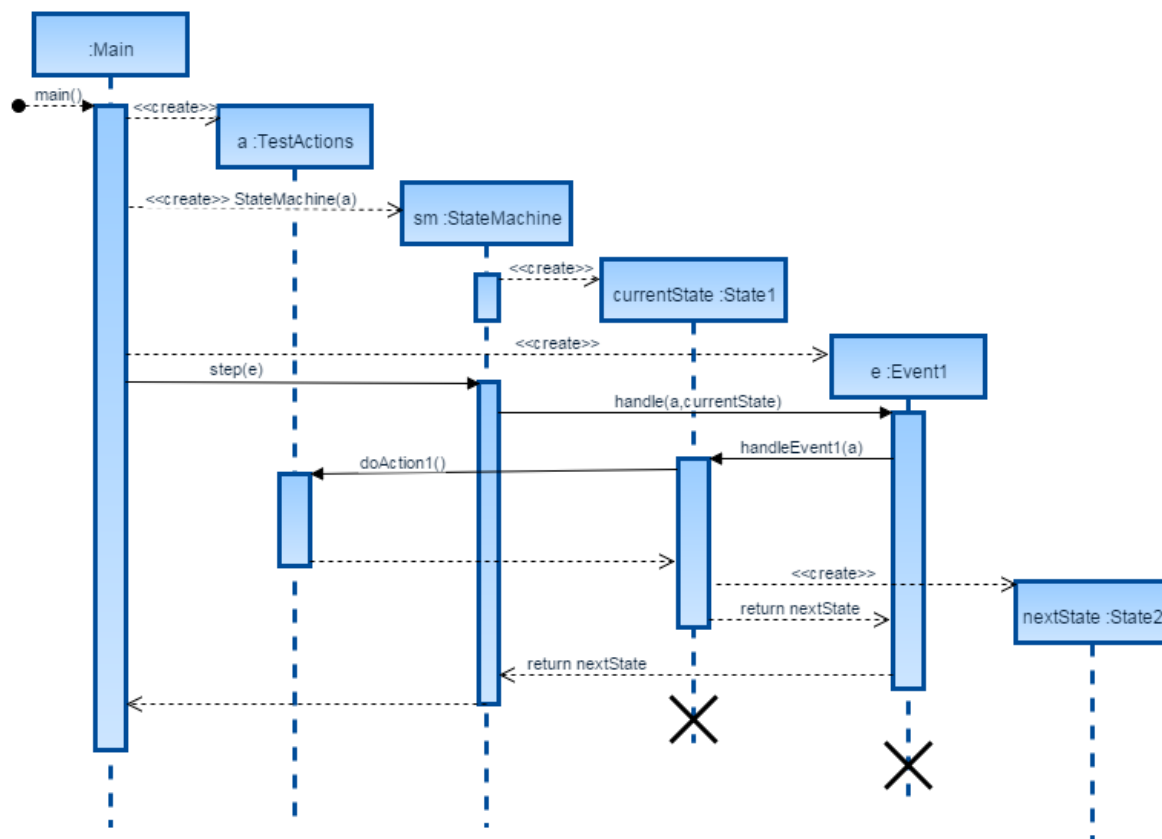 :Main
main()
<<create>>
a :TestActions
<<create>> StateMachine(a)
sm :StateMachine
<<create>>
currentState :State1
<<create>>
e :Event1
step(e)
handle(a,currentState)
handleEvent1(a)
doAction1()
<<create>>
nextState :State2
return nextState
return nextState